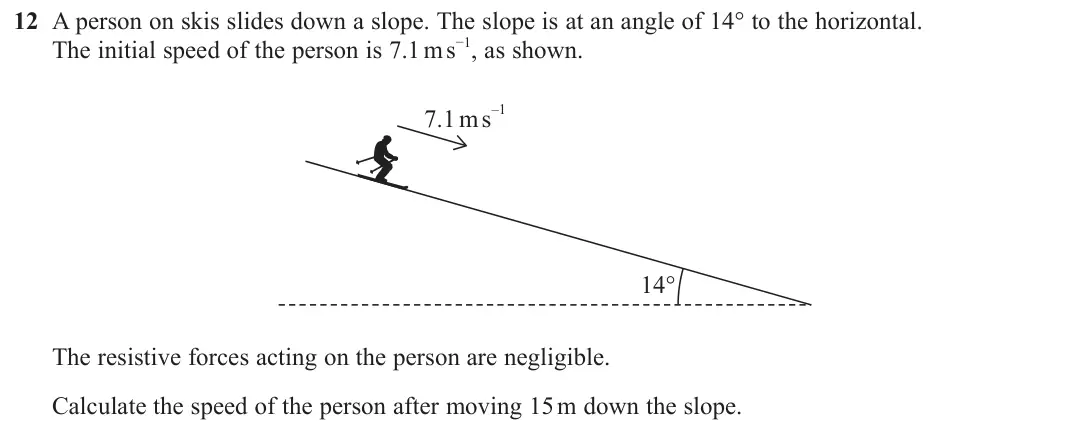 12 A person on skis slides down a slope. The slope is at an angle of 14° to the horizontal.
The initial speed of the person is 7.1 m s⁻¹, as shown.
7.1 m s⁻¹
14°
The resistive forces acting on the person are negligible.
Calculate the speed of the person after moving 15 m down the slope.